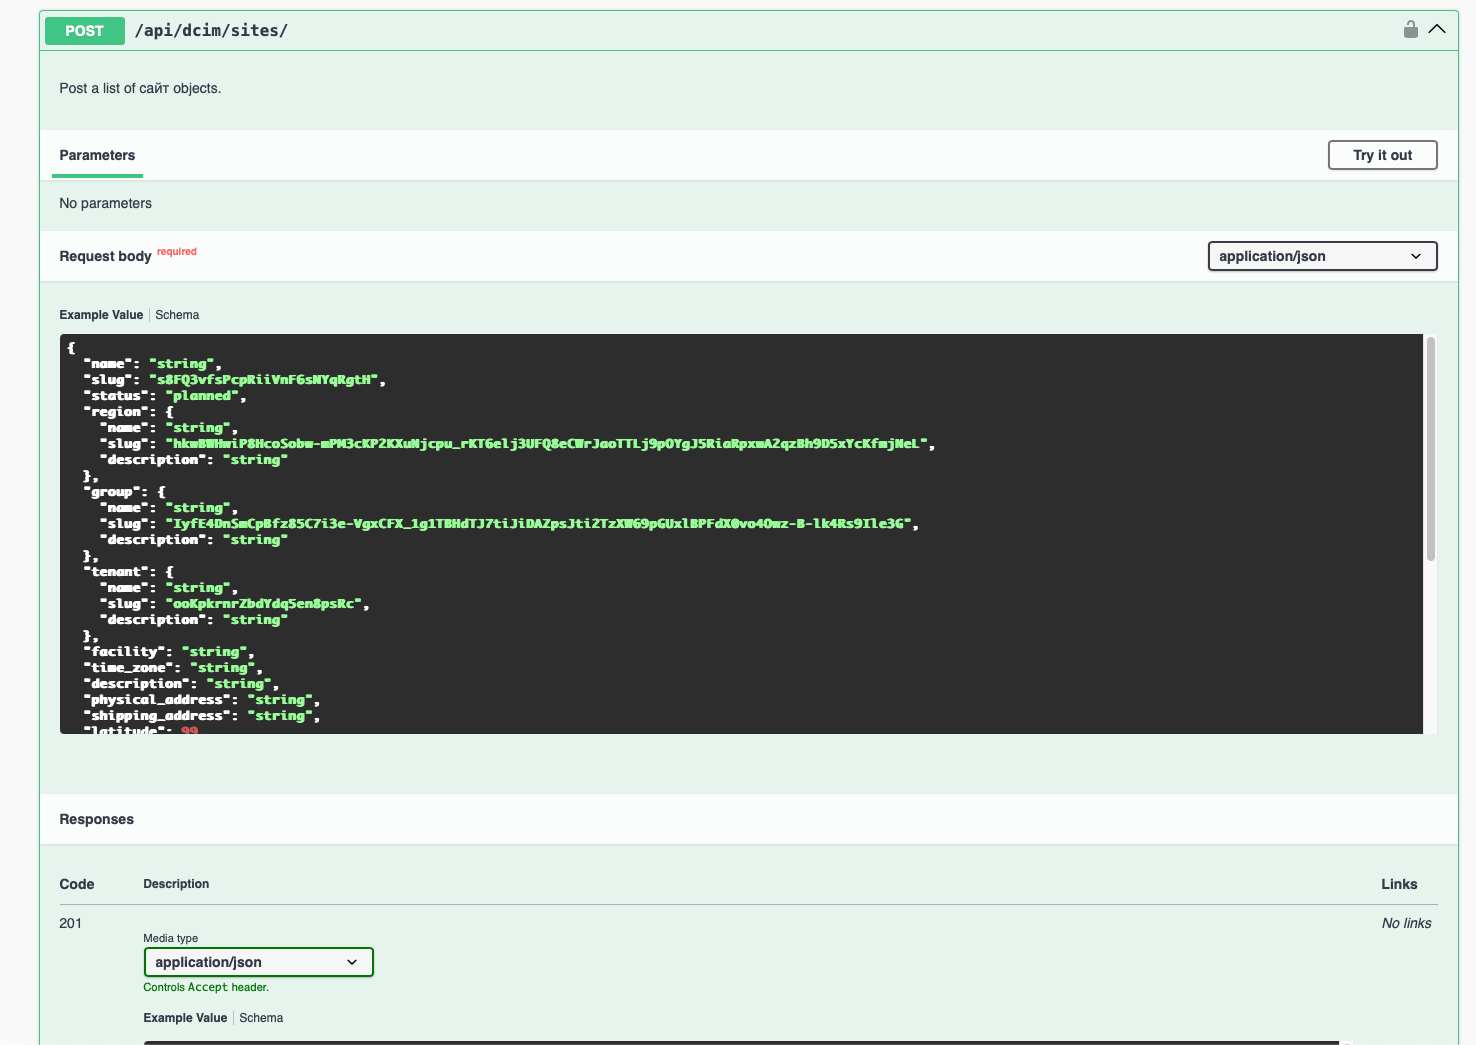 POST /api/dcim/sites/
Post a list of сайт objects.
Parameters
Try it out
No parameters
Request body required
application/json
Example Value | Schema
{
  "name": "string",
  "slug": "s8FQ3vfsPcpRiiVnF6sNYqRgtH",
  "status": "planned",
  "region": {
    "name": "string",
    "slug": "hkwBWHwiP8HcoSobw-mPM3cKP2KXuNjcpu_rKT6elj3UFQ8eCWrJaoTTLj9pOYgJ5RiaRpxmA2qzBh9D5xYcKfmjNeL",
    "description": "string"
  },
  "group": {
    "name": "string",
    "slug": "IyfE4DnSmCpBfz85C7i3e-VgxCFX_1g1TBHdTJ7tiJiDAZpsJti2TzXW69pGUxlBPFdX0vo4Owz-B-lk4Rs9Ile3G",
    "description": "string"
  },
  "tenant": {
    "name": "string",
    "slug": "ooKpkrnrZbdYdq5en8psRc",
    "description": "string"
  },
  "facility": "string",
  "time_zone": "string",
  "description": "string",
  "physical_address": "string",
  "shipping_address": "string",
  "latitude": 99
Responses
Code Description Links
201 No links
Media type
application/json
Controls Accept header.
Example Value | Schema